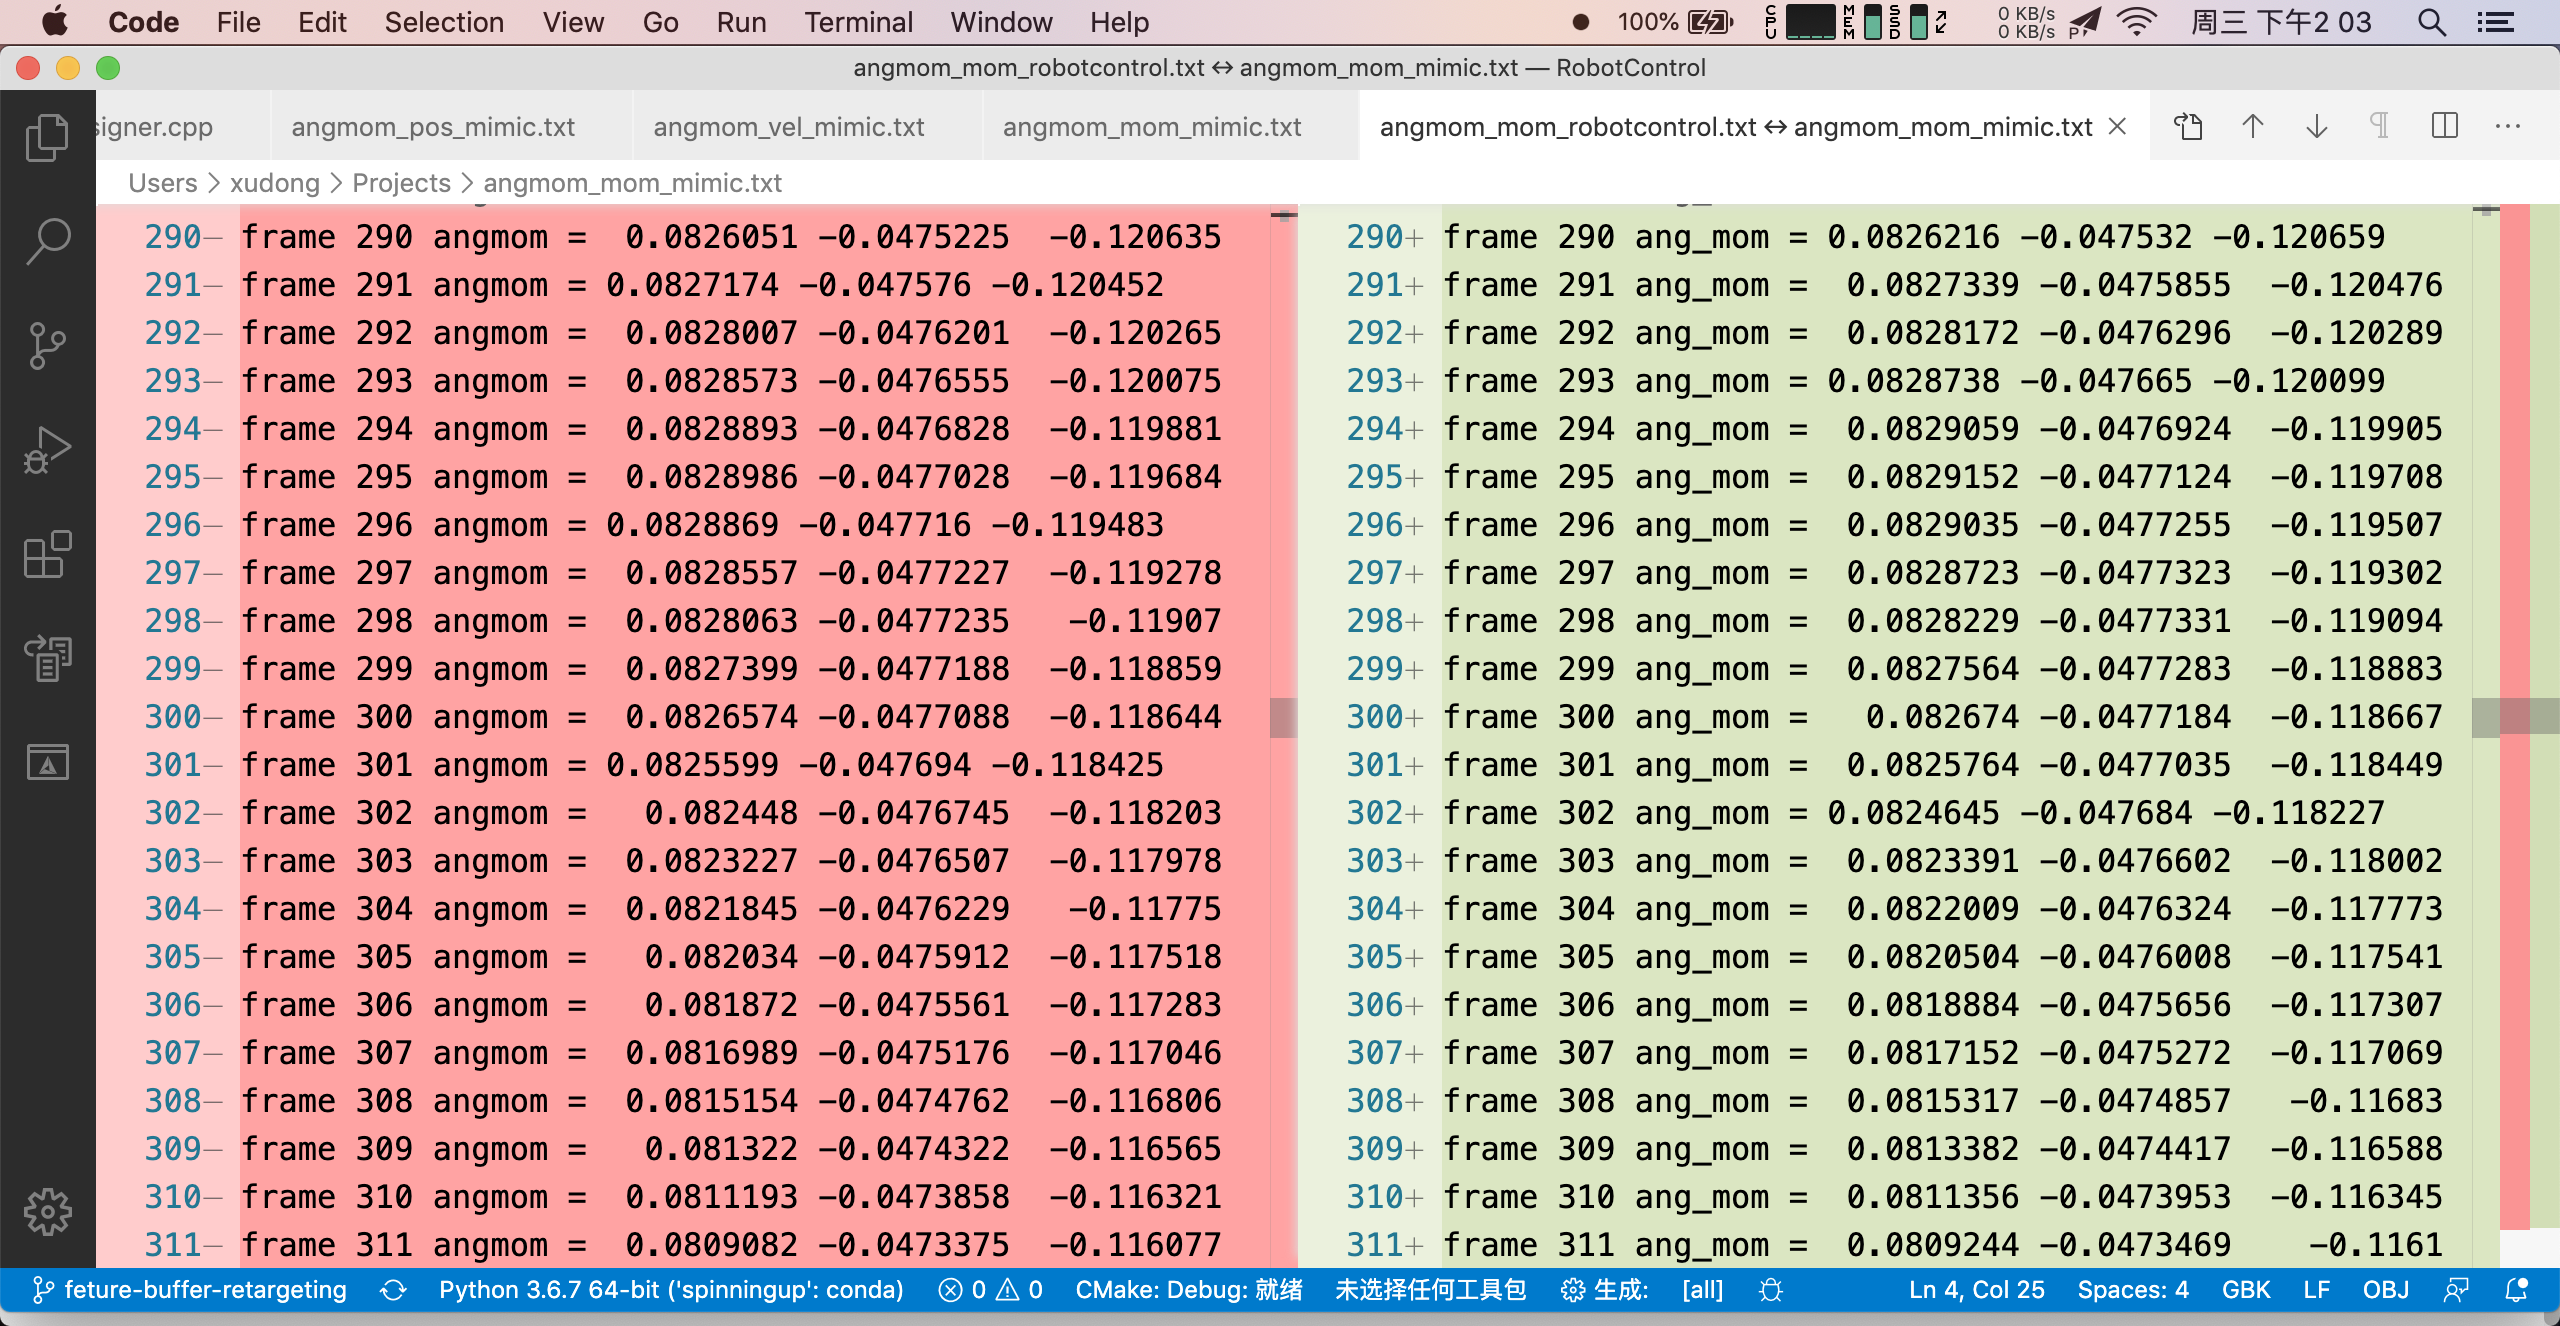 Code File Edit Selection View Go Run Terminal Window Help 100% CPU MEM SSD 0 KB/s 0 KB/s P 周三 下午2 03
angmom_mom_robotcontrol.txt ↔ angmom_mom_mimic.txt — RobotControl
signer.cpp angmom_pos_mimic.txt angmom_vel_mimic.txt angmom_mom_mimic.txt angmom_mom_robotcontrol.txt ↔ angmom_mom_mimic.txt
Users > xudong > Projects > angmom_mom_mimic.txt
290— frame 290 angmom =  0.0826051 -0.0475225  -0.120635
291— frame 291 angmom = 0.0827174 -0.047576 -0.120452
292— frame 292 angmom =  0.0828007 -0.0476201  -0.120265
293— frame 293 angmom =  0.0828573 -0.0476555  -0.120075
294— frame 294 angmom =  0.0828893 -0.0476828  -0.119881
295— frame 295 angmom =  0.0828986 -0.0477028  -0.119684
296— frame 296 angmom = 0.0828869 -0.047716 -0.119483
297— frame 297 angmom =  0.0828557 -0.0477227  -0.119278
298— frame 298 angmom =  0.0828063 -0.0477235   -0.11907
299— frame 299 angmom =  0.0827399 -0.0477188  -0.118859
300— frame 300 angmom =  0.0826574 -0.0477088  -0.118644
301— frame 301 angmom = 0.0825599 -0.047694 -0.118425
302— frame 302 angmom =   0.082448 -0.0476745  -0.118203
303— frame 303 angmom =  0.0823227 -0.0476507  -0.117978
304— frame 304 angmom =  0.0821845 -0.0476229   -0.11775
305— frame 305 angmom =   0.082034 -0.0475912  -0.117518
306— frame 306 angmom =   0.081872 -0.0475561  -0.117283
307— frame 307 angmom =  0.0816989 -0.0475176  -0.117046
308— frame 308 angmom =  0.0815154 -0.0474762  -0.116806
309— frame 309 angmom =   0.081322 -0.0474322  -0.116565
310— frame 310 angmom =  0.0811193 -0.0473858  -0.116321
311— frame 311 angmom =  0.0809082 -0.0473375  -0.116077
290+ frame 290 ang_mom = 0.0826216 -0.047532 -0.120659
291+ frame 291 ang_mom =  0.0827339 -0.0475855  -0.120476
292+ frame 292 ang_mom =  0.0828172 -0.0476296  -0.120289
293+ frame 293 ang_mom = 0.0828738 -0.047665 -0.120099
294+ frame 294 ang_mom =  0.0829059 -0.0476924  -0.119905
295+ frame 295 ang_mom =  0.0829152 -0.0477124  -0.119708
296+ frame 296 ang_mom =  0.0829035 -0.0477255  -0.119507
297+ frame 297 ang_mom =  0.0828723 -0.0477323  -0.119302
298+ frame 298 ang_mom =  0.0828229 -0.0477331  -0.119094
299+ frame 299 ang_mom =  0.0827564 -0.0477283  -0.118883
300+ frame 300 ang_mom =   0.082674 -0.0477184  -0.118667
301+ frame 301 ang_mom =  0.0825764 -0.0477035  -0.118449
302+ frame 302 ang_mom = 0.0824645 -0.047684 -0.118227
303+ frame 303 ang_mom =  0.0823391 -0.0476602  -0.118002
304+ frame 304 ang_mom =  0.0822009 -0.0476324  -0.117773
305+ frame 305 ang_mom =  0.0820504 -0.0476008  -0.117541
306+ frame 306 ang_mom =  0.0818884 -0.0475656  -0.117307
307+ frame 307 ang_mom =  0.0817152 -0.0475272  -0.117069
308+ frame 308 ang_mom =  0.0815317 -0.0474857   -0.11683
309+ frame 309 ang_mom =  0.0813382 -0.0474417  -0.116588
310+ frame 310 ang_mom =  0.0811356 -0.0473953  -0.116345
311+ frame 311 ang_mom =  0.0809244 -0.0473469    -0.1161
feture-buffer-retargeting Python 3.6.7 64-bit ('spinningup': conda) 0 0 CMake: Debug: 就绪 未选择任何工具包 生成: [all] Ln 4, Col 25 Spaces: 4 GBK LF OBJ